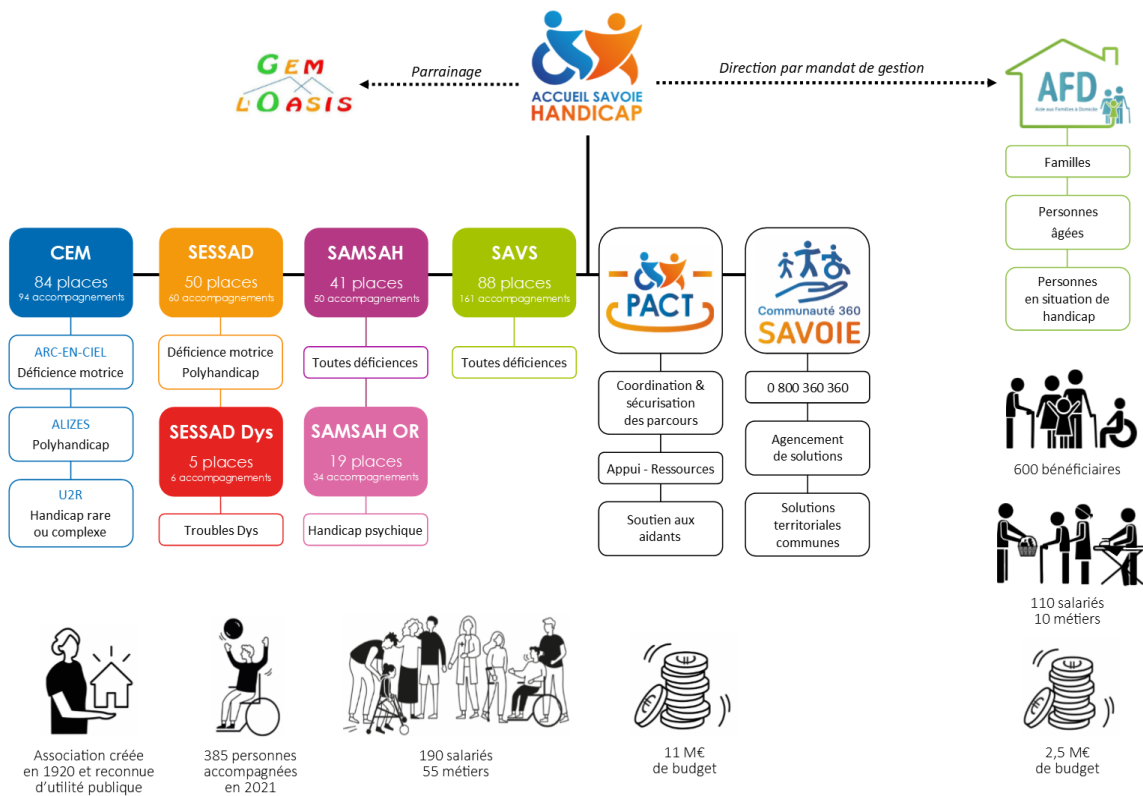 GEM
L'OASIS
Parrainage
ACCUEIL SAVOIE
HANDICAP
Direction par mandat de gestion
AFD
Aide aux Familles à Domicile
Familles
Personnes
âgées
Personnes
en situation de
handicap
CEM
84 places
94 accompagnements
ARC-EN-CIEL
Déficience motrice
ALIZES
Polyhandicap
U2R
Handicap rare
ou complexe
SESSAD
50 places
60 accompagnements
Déficience motrice
Polyhandicap
SESSAD Dys
5 places
6 accompagnements
Troubles Dys
SAMSAH
41 places
50 accompagnements
Toutes déficiences
SAMSAH OR
19 places
34 accompagnements
Handicap psychique
SAVS
88 places
161 accompagnements
Toutes déficiences
PACT
Coordination &
sécurisation
des parcours
Appui - Ressources
Soutien aux
aidants
Communauté 360
SAVOIE
0 800 360 360
Agencement
de solutions
Solutions
territoriales
communes
600 bénéficiaires
110 salariés
10 métiers
2,5 M€
de budget
Association créée
en 1920 et reconnue
d'utilité publique
385 personnes
accompagnées
en 2021
190 salariés
55 métiers
11 M€
de budget